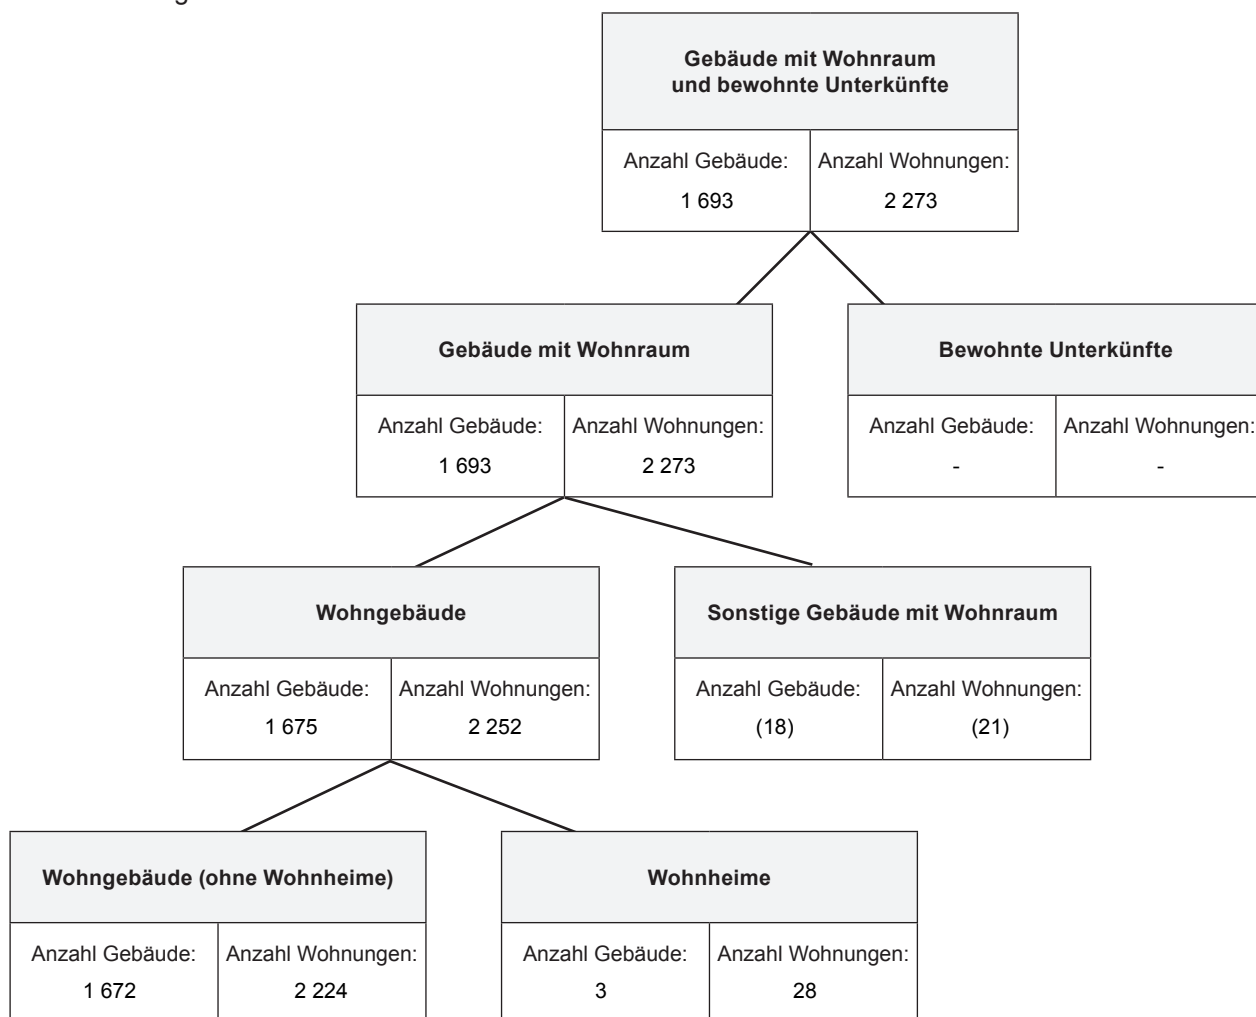 Gebäude mit Wohnraum
und bewohnte Unterkünfte
Anzahl Gebäude: Anzahl Wohnungen:
1 693 2 273
Gebäude mit Wohnraum Bewohnte Unterkünfte
Anzahl Gebäude: Anzahl Wohnungen: Anzahl Gebäude: Anzahl Wohnungen:
1 693 2 273 - -
Wohngebäude Sonstige Gebäude mit Wohnraum
Anzahl Gebäude: Anzahl Wohnungen: Anzahl Gebäude: Anzahl Wohnungen:
1 675 2 252 (18) (21)
Wohngebäude (ohne Wohnheime) Wohnheime
Anzahl Gebäude: Anzahl Wohnungen: Anzahl Gebäude: Anzahl Wohnungen:
1 672 2 224 3 28